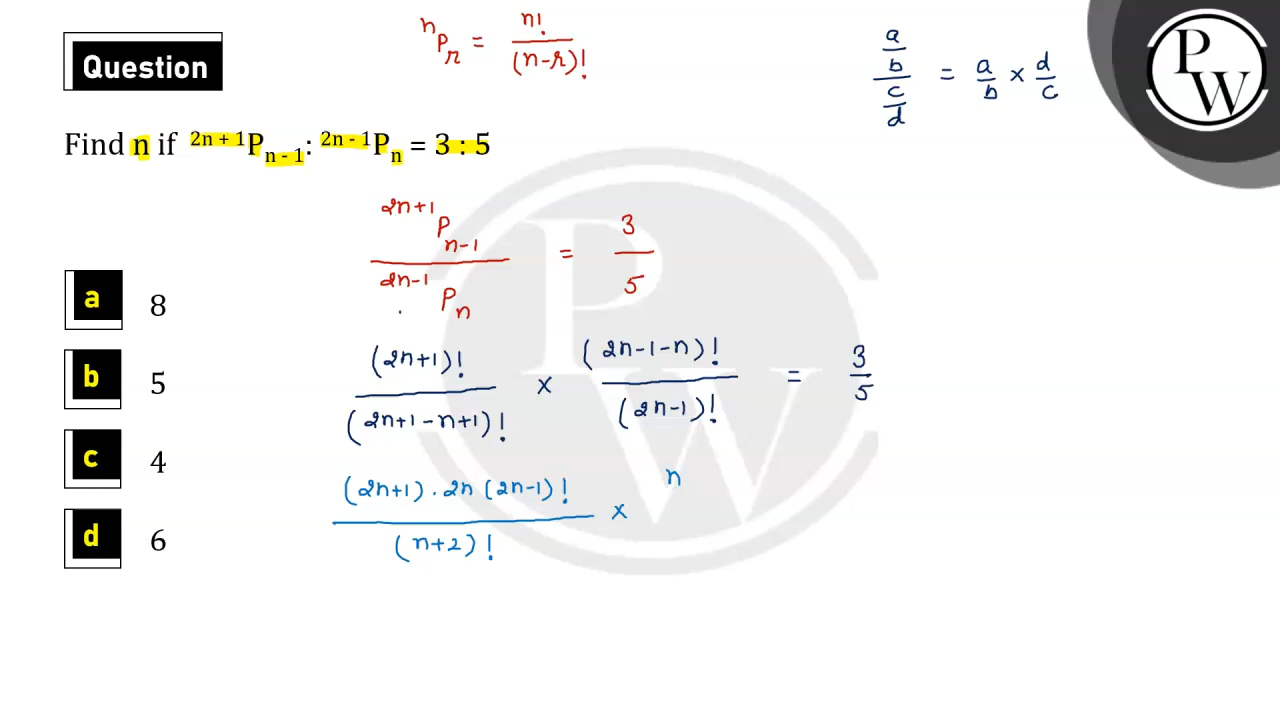 Question
ⁿPᵣ = n! / (n-r)!
a/b / c/d = a/b × d/c
PW
Find n if ²ⁿ⁺¹Pₙ₋₁: ²ⁿ⁻¹Pₙ = 3 : 5
²ⁿ⁺¹Pₙ₋₁ / ²ⁿ⁻¹Pₙ = 3 / 5
a 8
(2n+1)! / (2n+1-n+1)! × (2n-1-n)! / (2n-1)! = 3/5
b 5
c 4
(2n+1) . 2n (2n-1)! / (n+2)! × n
d 6
PW